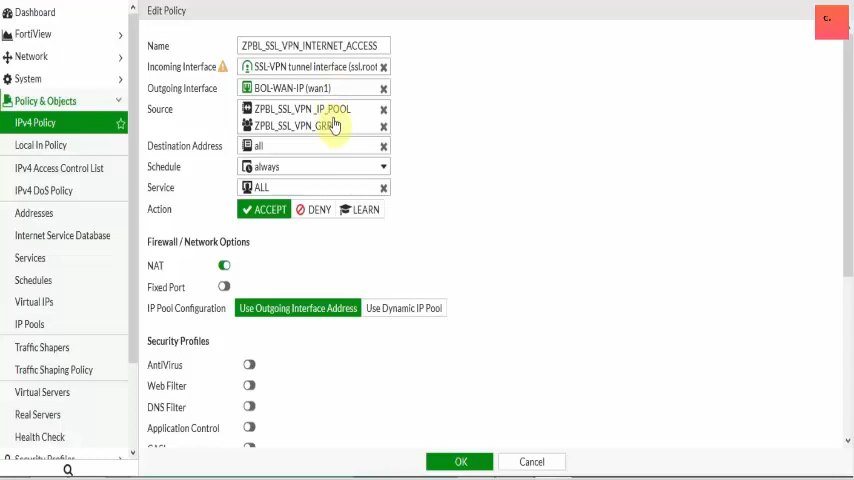 Dashboard
FortiView
Network
System
Policy & Objects
IPv4 Policy
Local In Policy
IPv4 Access Control List
IPv4 DoS Policy
Addresses
Internet Service Database
Services
Schedules
Virtual IPs
IP Pools
Traffic Shapers
Traffic Shaping Policy
Virtual Servers
Real Servers
Health Check
Edit Policy
c.
Name ZPBL_SSL_VPN_INTERNET_ACCESS
Incoming Interface SSL-VPN tunnel interface (ssl.root
Outgoing Interface BOL-WAN-IP (wan1)
Source ZPBL_SSL_VPN_IP_POOL
Destination Address all
Schedule always
Service ALL
Action ACCEPT DENY LEARN
Firewall / Network Options
NAT
Fixed Port
IP Pool Configuration Use Outgoing Interface Address Use Dynamic IP Pool
Security Profiles
AntiVirus
Web Filter
DNS Filter
Application Control
OK Cancel